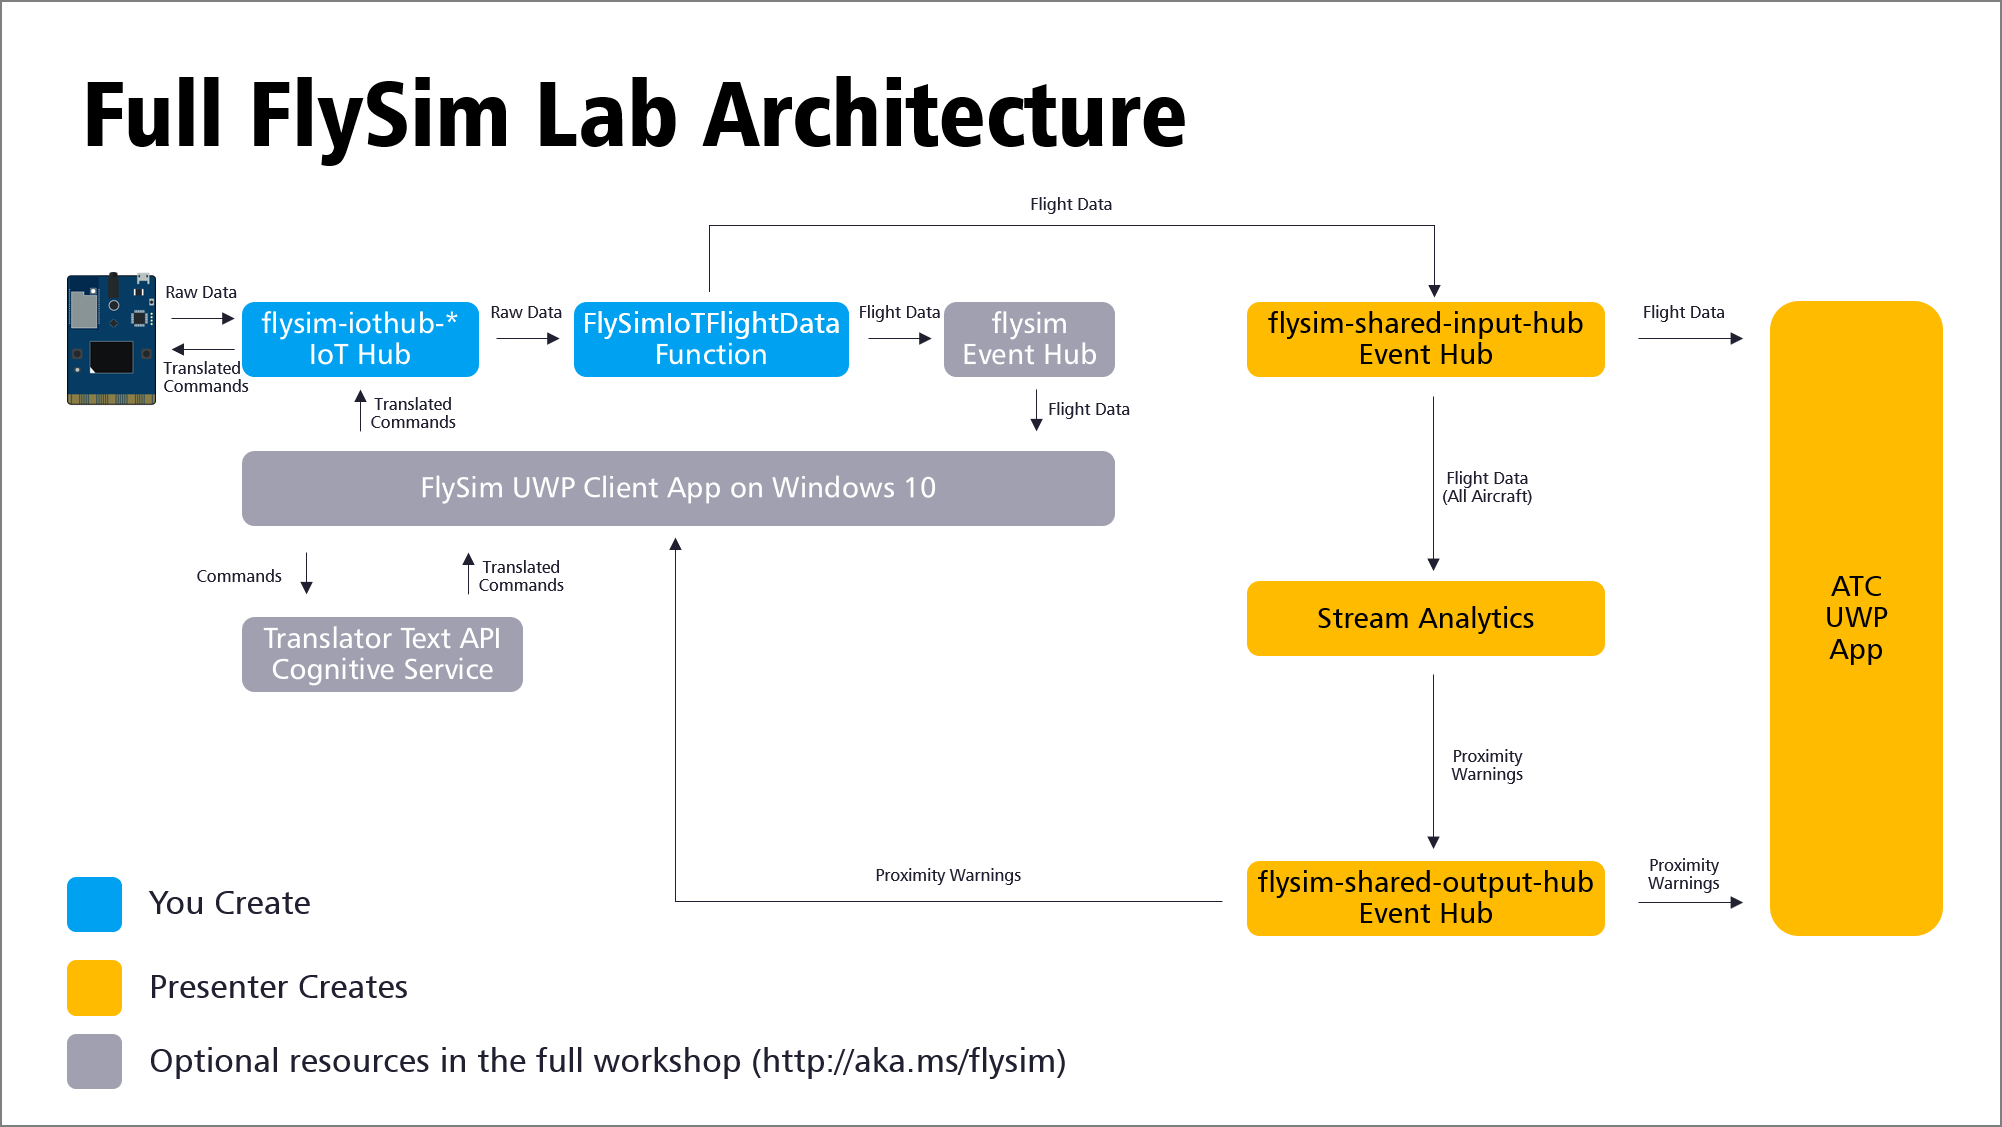 Full FlySim Lab Architecture
Flight Data
Raw Data
Translated
Commands
flysim-iothub-*
IoT Hub
Raw Data
FlySimIoTFlightData
Function
Flight Data
flysim
Event Hub
flysim-shared-input-hub
Event Hub
Flight Data
Translated
Commands
Flight Data
FlySim UWP Client App on Windows 10
Flight Data
(All Aircraft)
Commands
Translated
Commands
Translator Text API
Cognitive Service
Stream Analytics
ATC
UWP
App
Proximity
Warnings
Proximity Warnings
flysim-shared-output-hub
Event Hub
Proximity
Warnings
You Create
Presenter Creates
Optional resources in the full workshop (http://aka.ms/flysim)